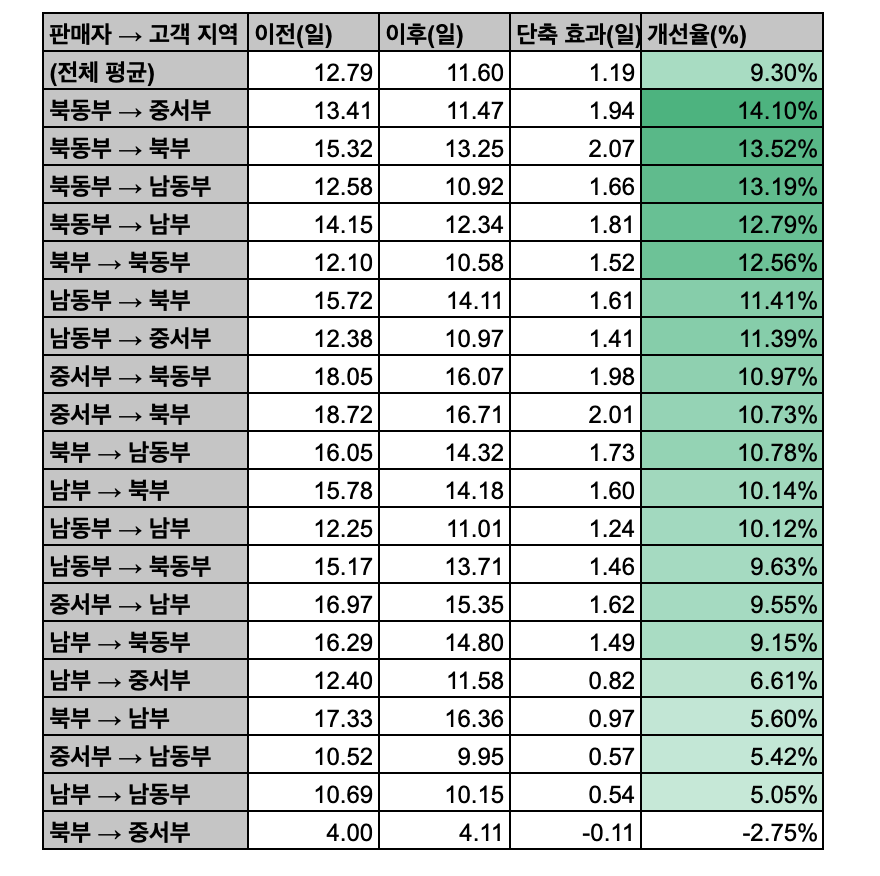 판매자 → 고객 지역 이전(일) 이후(일) 단축 효과(일) 개선율(%)
(전체 평균) 12.79 11.60 1.19 9.30%
북동부 → 중서부 13.41 11.47 1.94 14.10%
북동부 → 북부 15.32 13.25 2.07 13.52%
북동부 → 남동부 12.58 10.92 1.66 13.19%
북동부 → 남부 14.15 12.34 1.81 12.79%
북부 → 북동부 12.10 10.58 1.52 12.56%
남동부 → 북부 15.72 14.11 1.61 11.41%
남동부 → 중서부 12.38 10.97 1.41 11.39%
중서부 → 북동부 18.05 16.07 1.98 10.97%
중서부 → 북부 18.72 16.71 2.01 10.73%
북부 → 남동부 16.05 14.32 1.73 10.78%
남부 → 북부 15.78 14.18 1.60 10.14%
남동부 → 남부 12.25 11.01 1.24 10.12%
남동부 → 북동부 15.17 13.71 1.46 9.63%
중서부 → 남부 16.97 15.35 1.62 9.55%
남부 → 북동부 16.29 14.80 1.49 9.15%
남부 → 중서부 12.40 11.58 0.82 6.61%
북부 → 남부 17.33 16.36 0.97 5.60%
중서부 → 남동부 10.52 9.95 0.57 5.42%
남부 → 남동부 10.69 10.15 0.54 5.05%
북부 → 중서부 4.00 4.11 -0.11 -2.75%